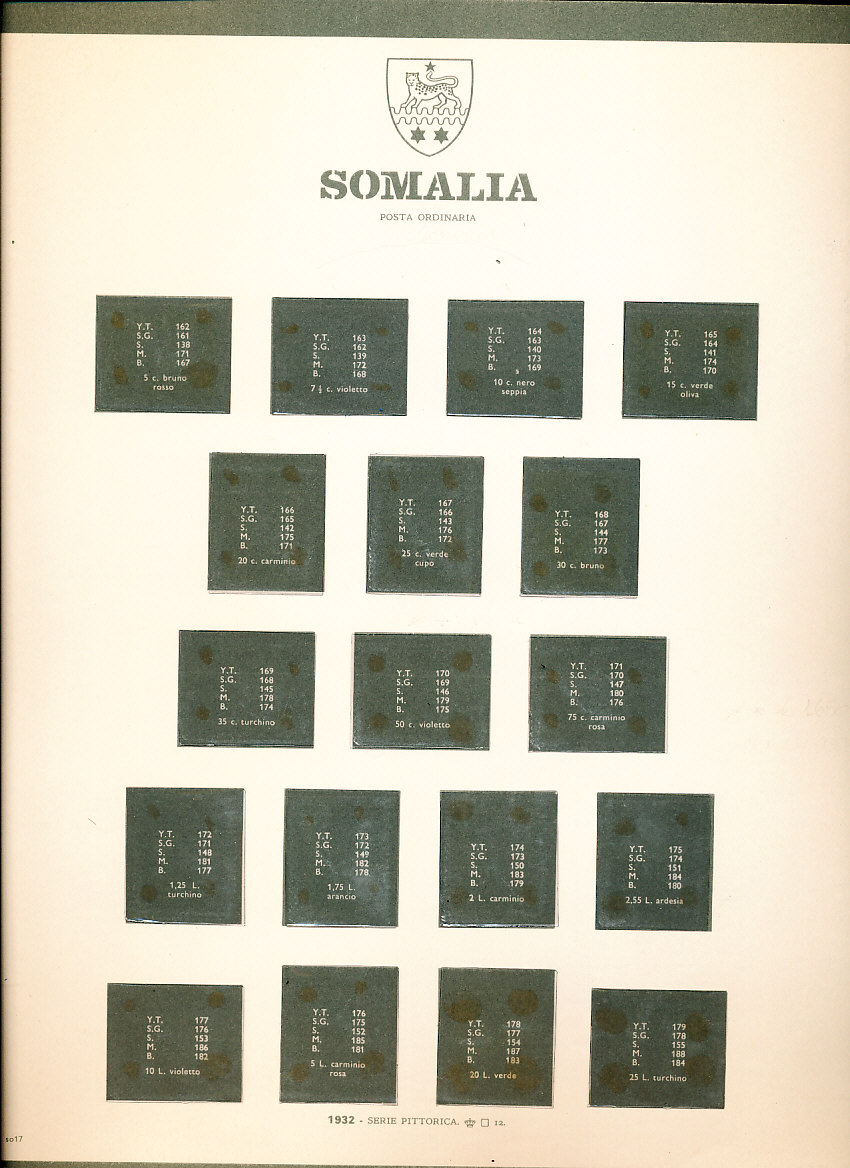 SOMALIA
POSTA ORDINARIA
Y.T. 162
S.G. 161
S. 138
M. 171
B. 167
5 c. bruno
rosso
Y.T. 163
S.G. 162
S. 139
M. 172
B. 168
7 ½ c. violetto
Y.T. 164
S.G. 163
S. 140
M. 173
B. 169
10 c. nero
seppia
Y.T. 165
S.G. 164
S. 141
M. 174
B. 170
15 c. verde
oliva
Y.T. 166
S.G. 165
S. 142
M. 175
B. 171
20 c. carminio
Y.T. 167
S.G. 166
S. 143
M. 176
B. 172
25 c. verde
cupo
Y.T. 168
S.G. 167
S. 144
M. 177
B. 173
30 c. bruno
Y.T. 169
S.G. 168
S. 145
M. 178
B. 174
35 c. turchino
Y.T. 170
S.G. 169
S. 146
M. 179
B. 175
50 c. violetto
Y.T. 171
S.G. 170
S. 147
M. 180
B. 176
75 c. carminio
rosa
Y.T. 172
S.G. 171
S. 148
M. 181
B. 177
1,25 L.
turchino
Y.T. 173
S.G. 172
S. 149
M. 182
B. 178
1,75 L.
arancio
Y.T. 174
S.G. 173
S. 150
M. 183
B. 179
2 L. carminio
Y.T. 175
S.G. 174
S. 151
M. 184
B. 180
2,55 L. ardesia
Y.T. 177
S.G. 176
S. 153
M. 186
B. 182
10 L. violetto
Y.T. 176
S.G. 175
S. 152
M. 185
B. 181
5 L. carminio
rosa
Y.T. 178
S.G. 177
S. 154
M. 187
B. 183
20 L. verde
Y.T. 179
S.G. 178
S. 155
M. 188
B. 184
25 L. turchino
1932 - SERIE PITTORICA. 12.
so17